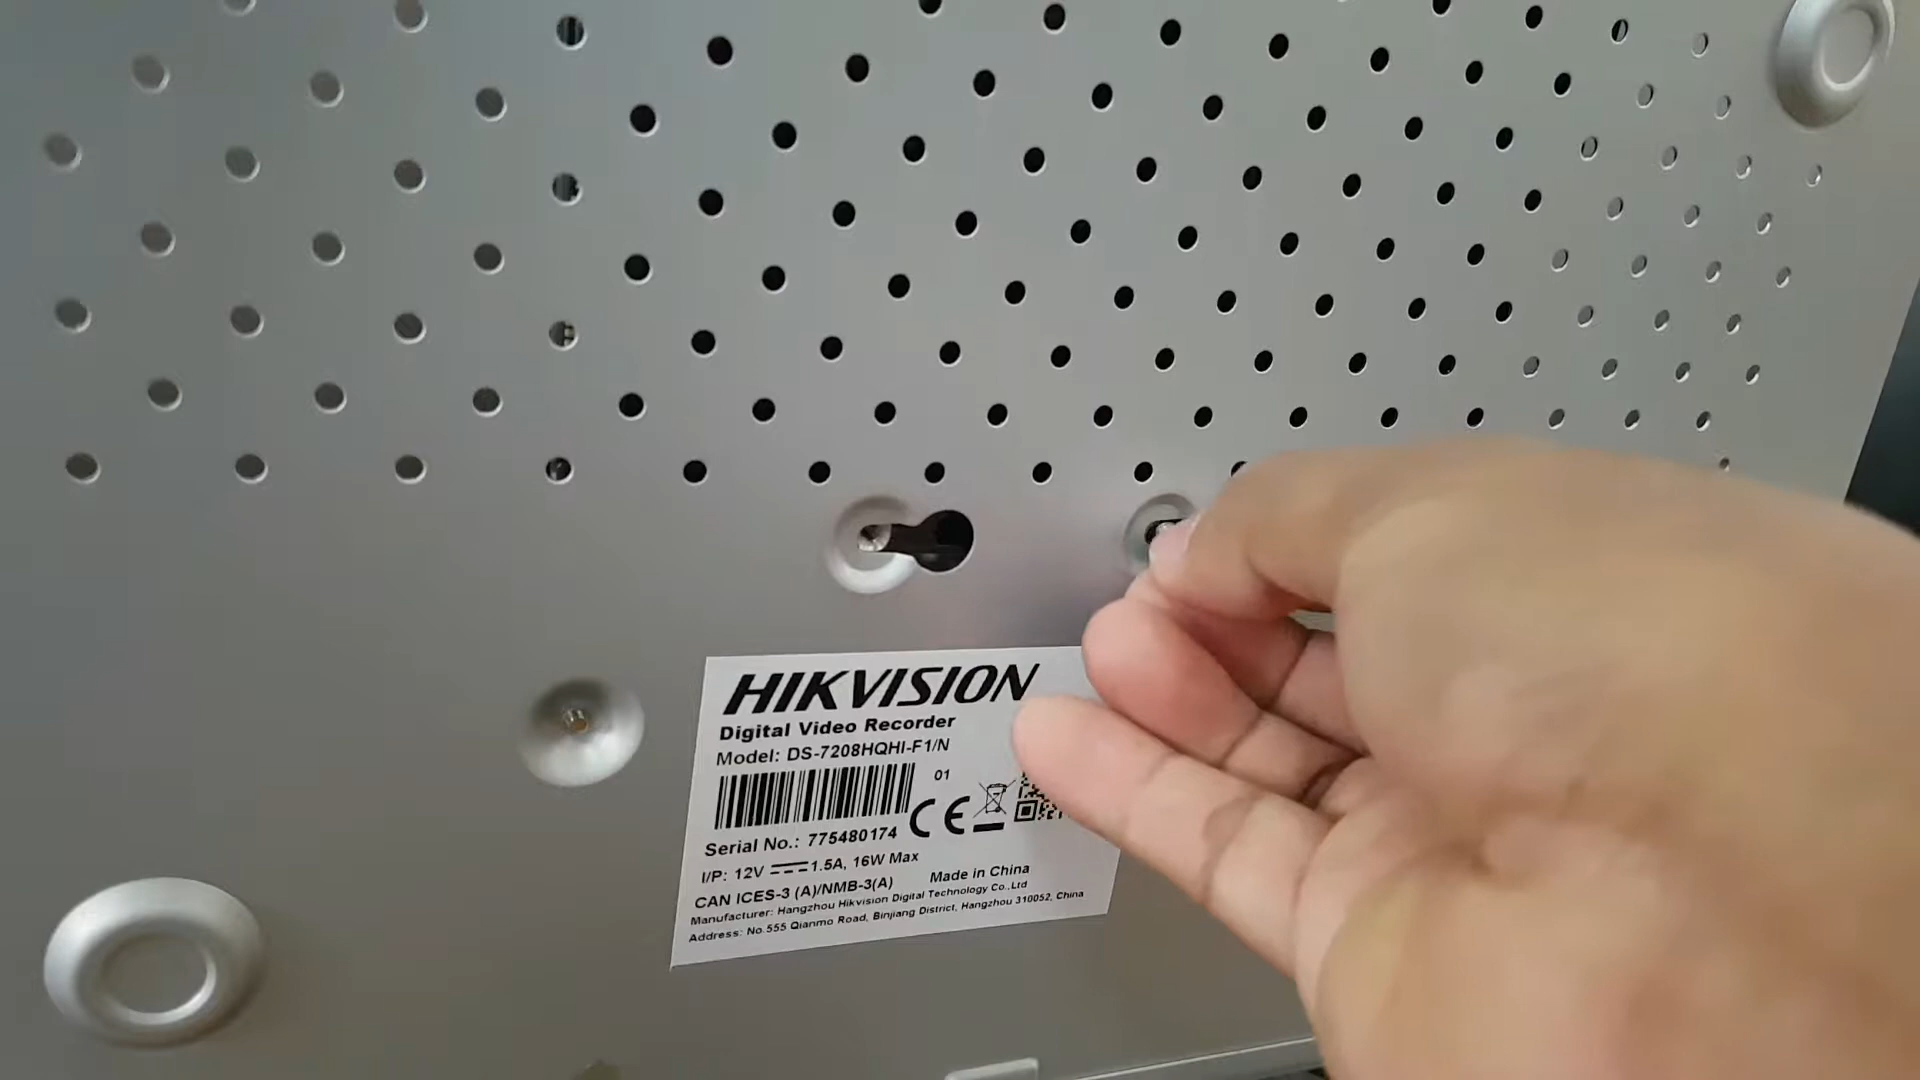 HIKVISION
Digital Video Recorder
Model: DS-7208HQHI-F1/N
01
CE
Serial No.: 775480174
I/P: 12V ⎓ 1.5A, 16W Max
CAN ICES-3 (A)/NMB-3(A)
Made in China
Manufacturer: Hangzhou Hikvision Digital Technology Co.,Ltd
Address: No.555 Qianmo Road, Binjiang District, Hangzhou 310052, China